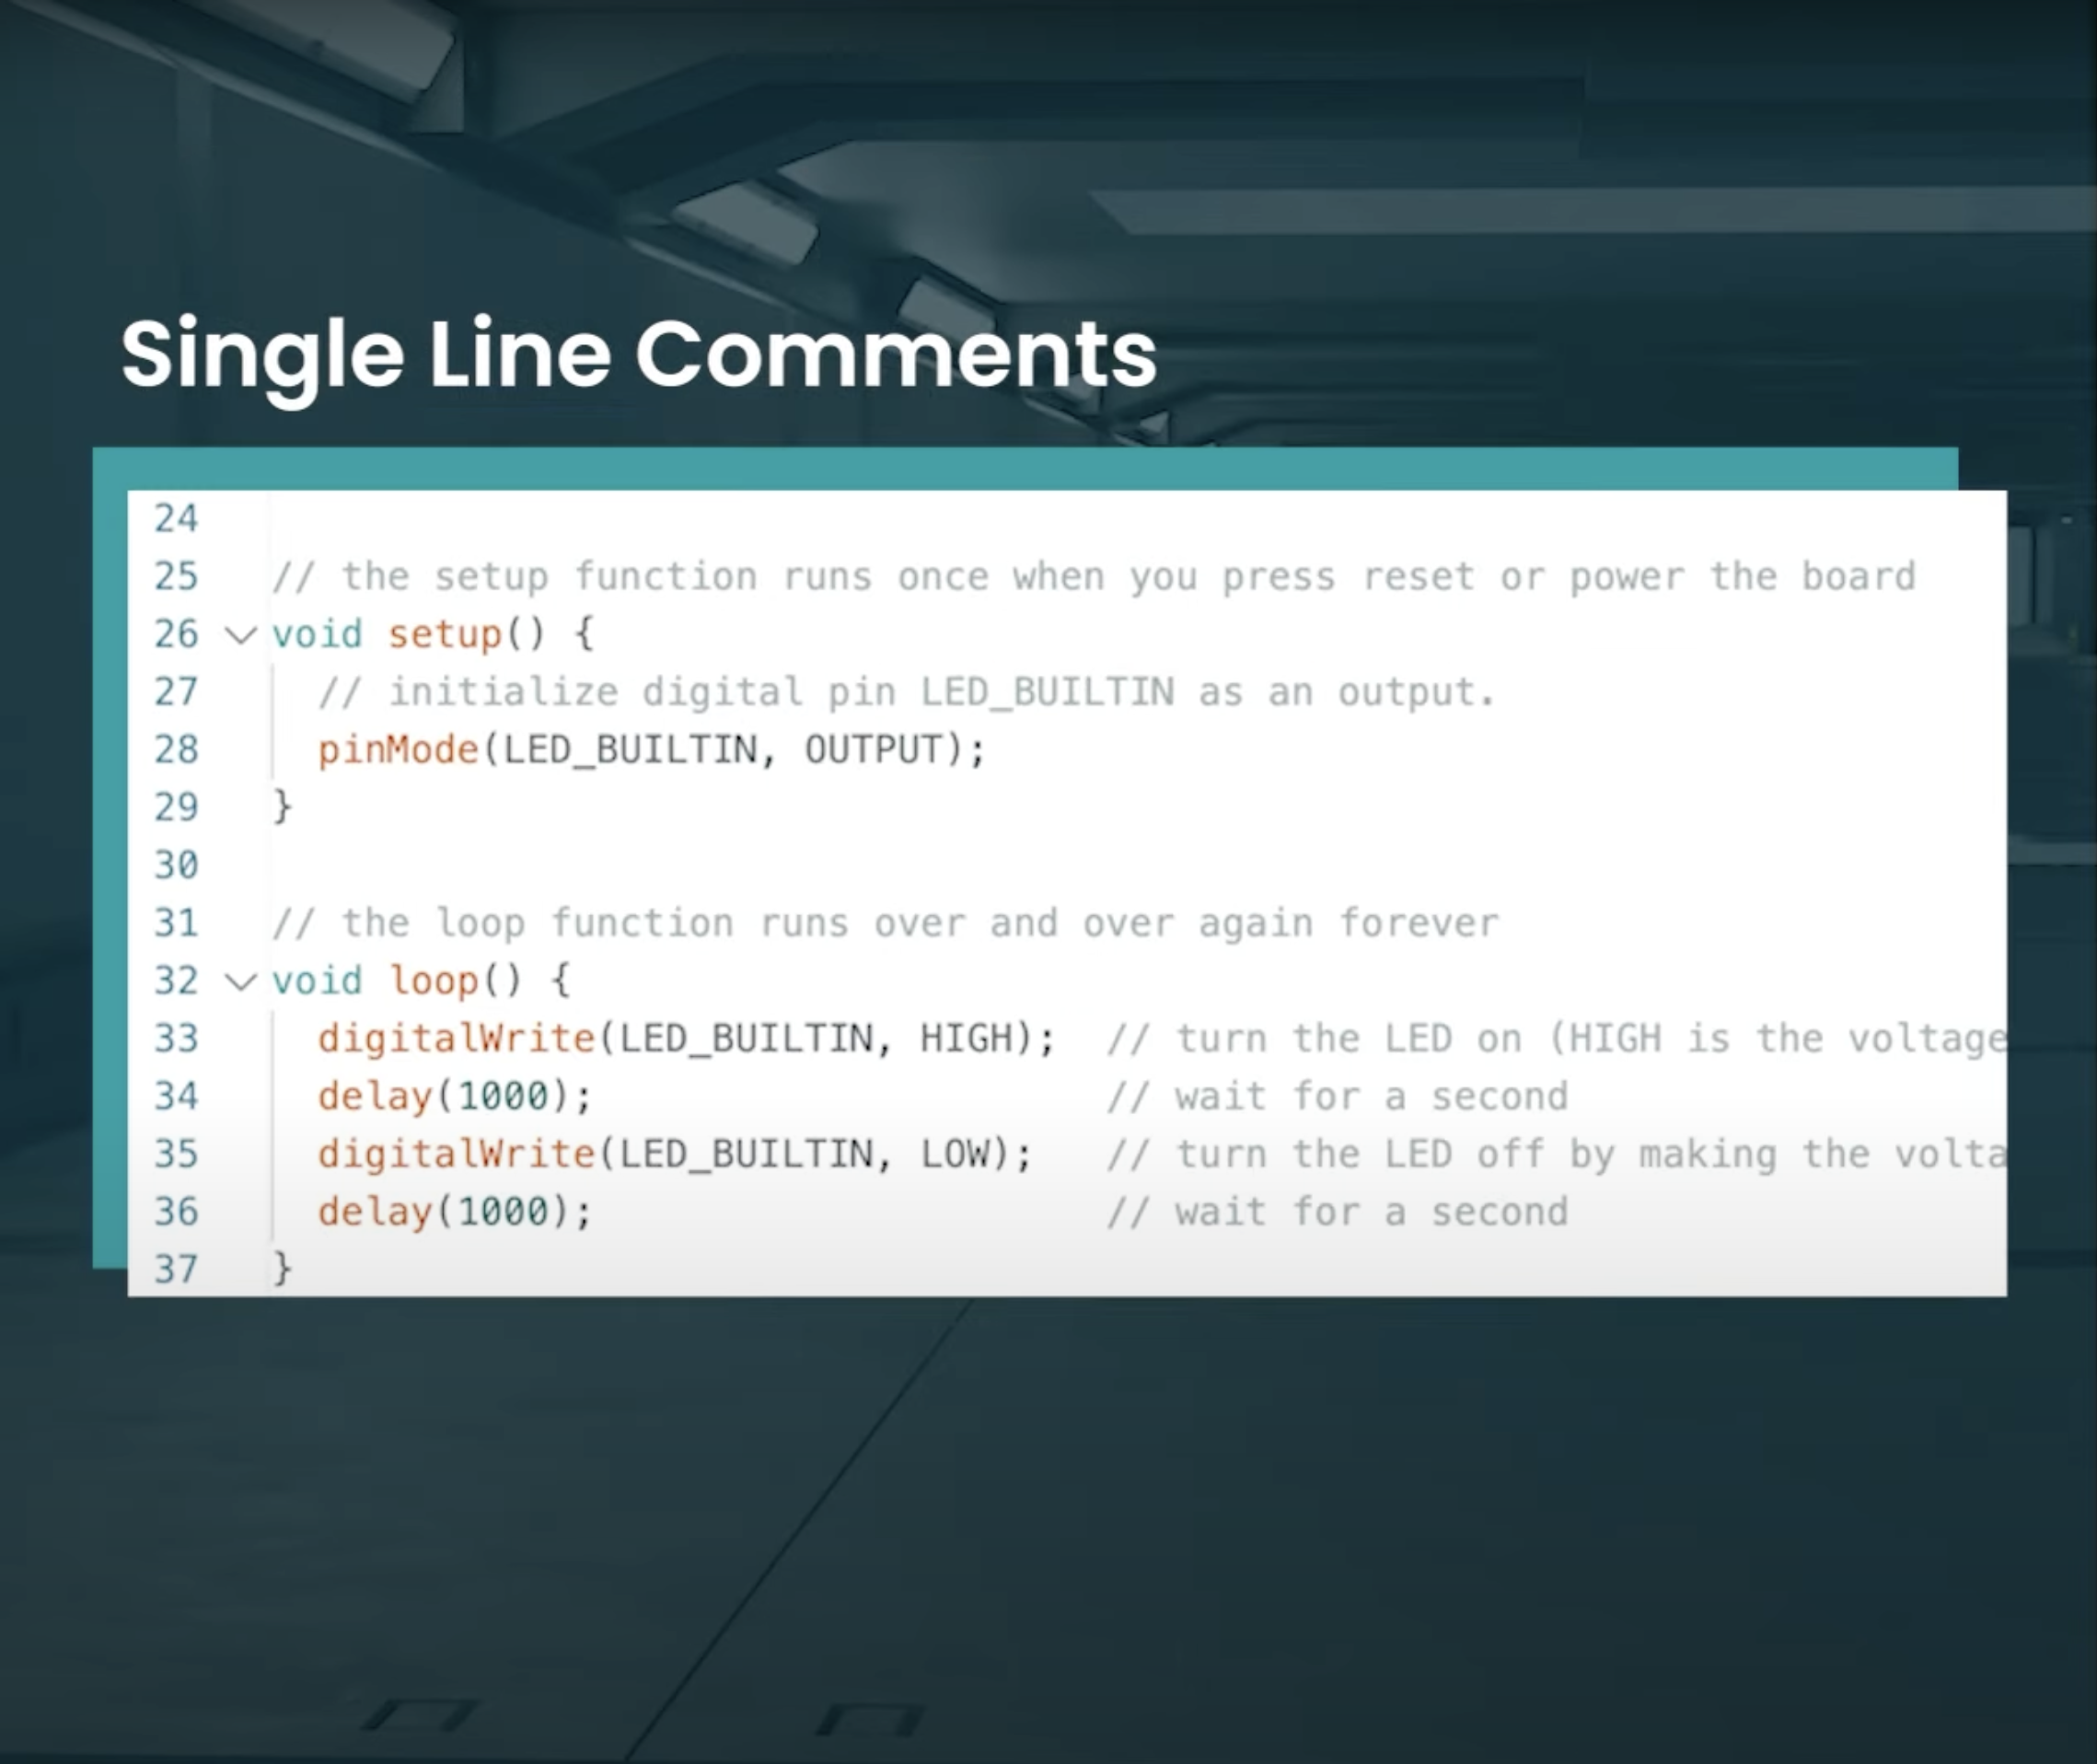 Single Line Comments
24
25 // the setup function runs once when you press reset or power the board
26 void setup() {
27   // initialize digital pin LED_BUILTIN as an output.
28   pinMode(LED_BUILTIN, OUTPUT);
29 }
30
31 // the loop function runs over and over again forever
32 void loop() {
33   digitalWrite(LED_BUILTIN, HIGH);  // turn the LED on (HIGH is the voltage
34   delay(1000);                      // wait for a second
35   digitalWrite(LED_BUILTIN, LOW);   // turn the LED off by making the volta
36   delay(1000);                      // wait for a second
37 }